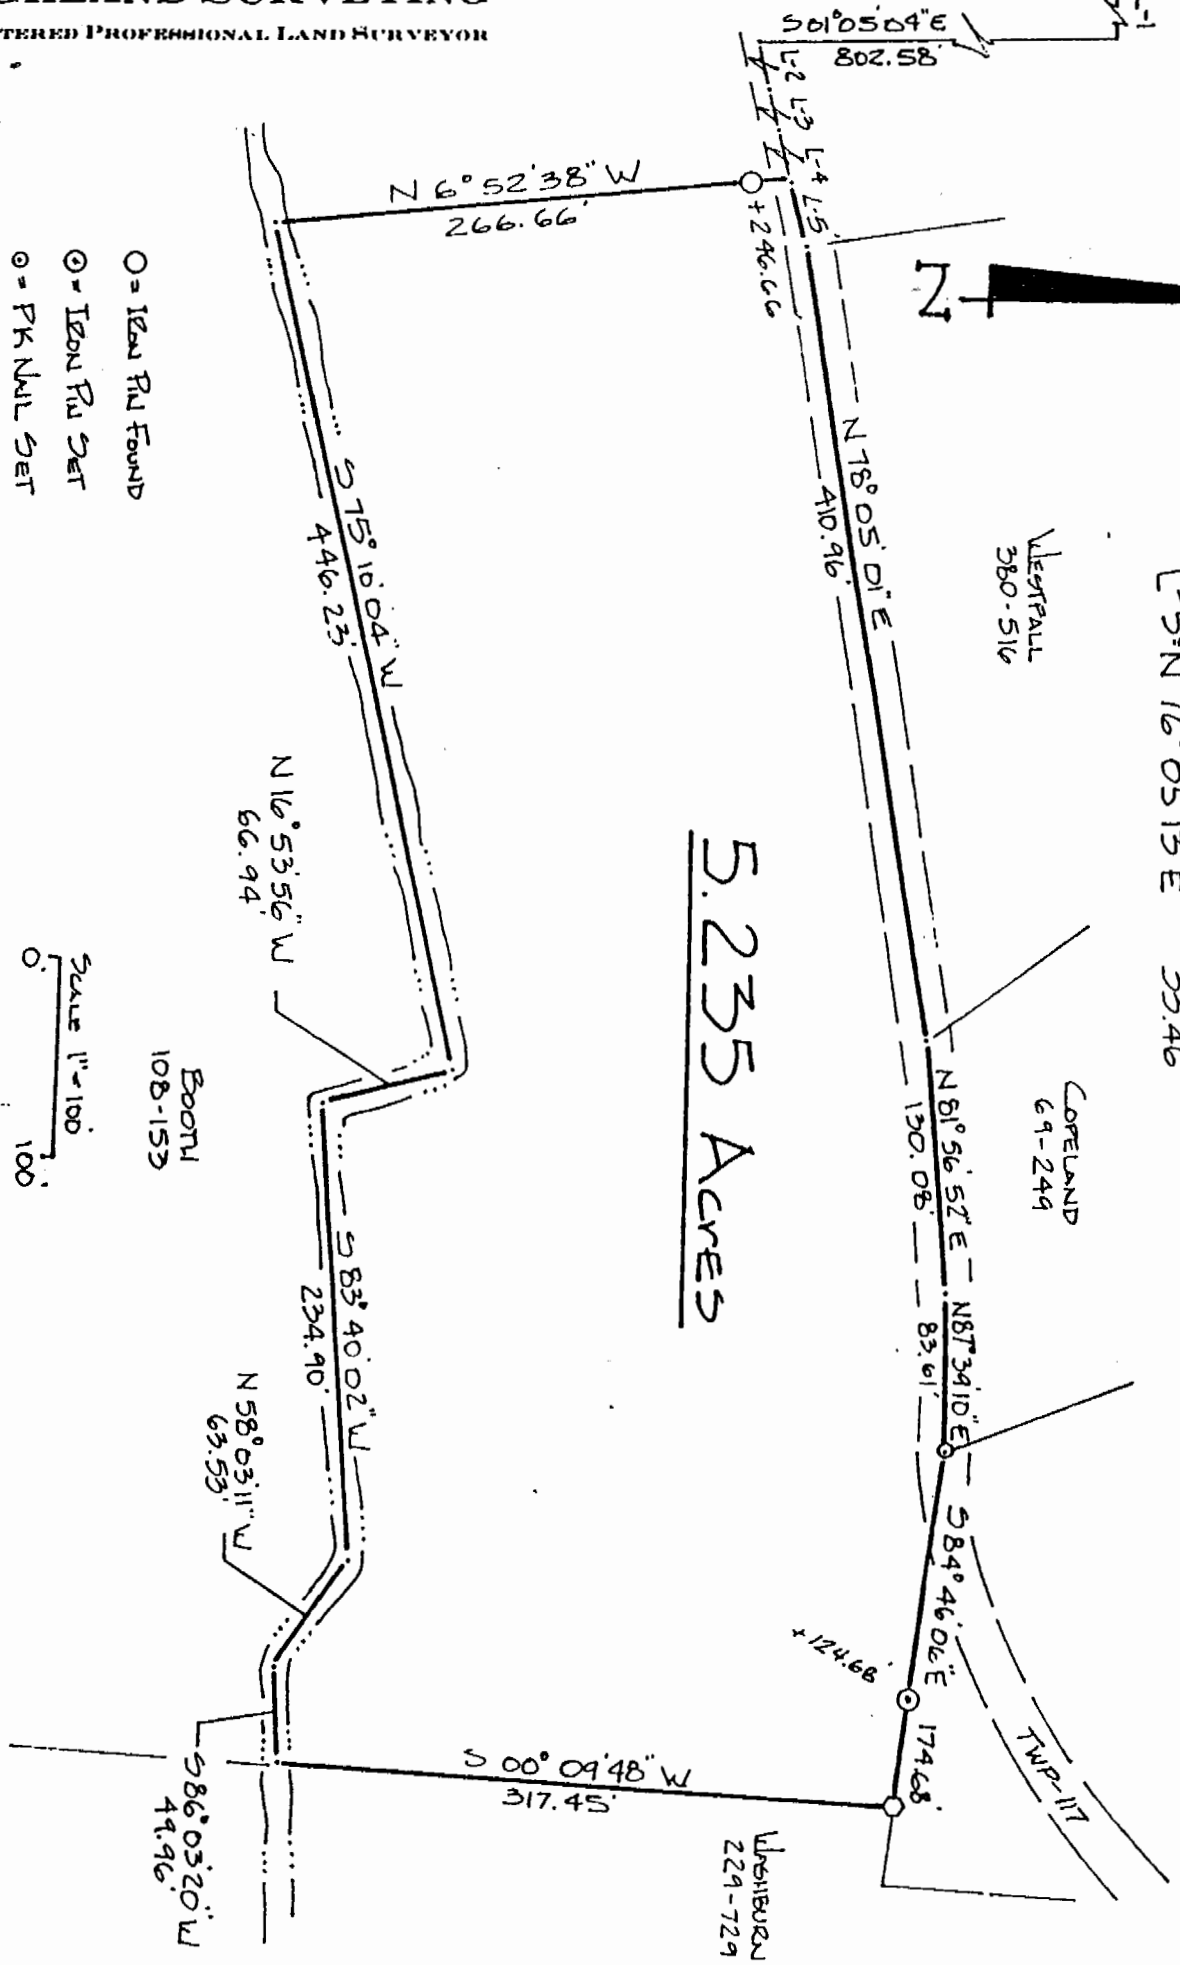 TERED PROFESSIONAL LAND SURVEYOR
S01°05'04"E
802.58'
L-1
L-2 L-3 L-4 L-5
N 6°52'38" W
266.66'
+246.66
N
N 78°05'01" E
410.96'
WESTFALL
380-516
L-5=N 16°05'13"E 35.46
COPELAND
69-249
N 81°56'52" E
130.08'
N87°39'10"E
83.61'
S 84°46'06"E
174.68'
+124.68'
TWP-117
WASHBURN
229-729
S 00°09'48" W
317.45'
5.235 Acres
S 75°10'04" W
446.23'
N 16°53'56" W
66.94'
S 83°40'02" W
234.90'
N 58°03'11" W
63.53'
S86°03'20" W
49.96'
BOOTH
108-153
O = IRON PIN FOUND
⊙ = IRON PIN SET
⊙ = PK NAIL SET
SCALE 1"=100'
0' 100'